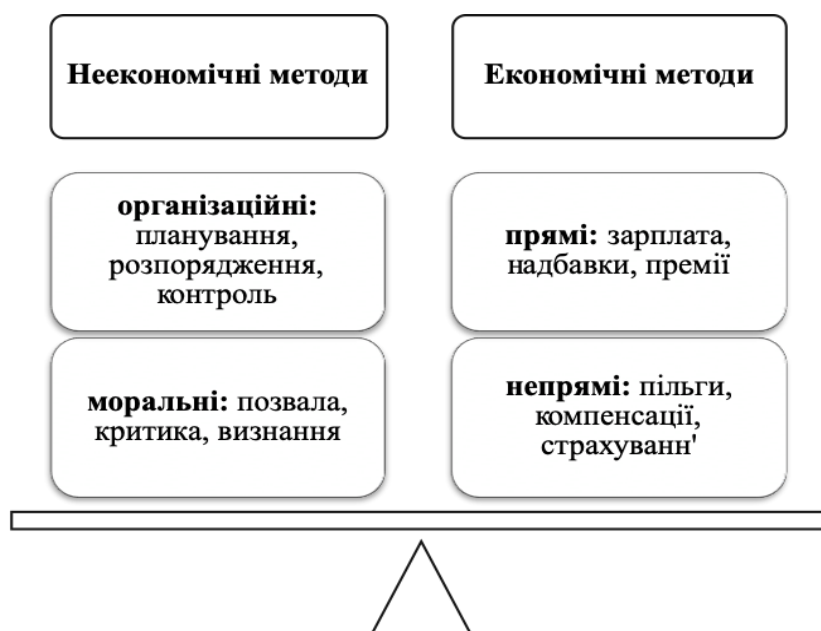 Неекономічні методи
Економічні методи
організаційні:
планування,
розпорядження,
контроль
прямі: зарплата,
надбавки, премії
моральні: позвала,
критика, визнання
непрямі: пільги,
компенсації,
страхуванн'